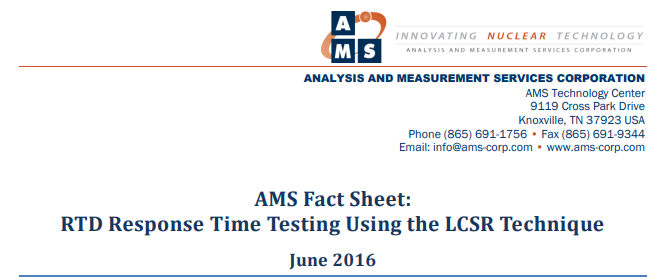 AMS
INNOVATING NUCLEAR TECHNOLOGY
ANALYSIS AND MEASUREMENT SERVICES CORPORATION
ANALYSIS AND MEASUREMENT SERVICES CORPORATION
AMS Technology Center
9119 Cross Park Drive
Knoxville, TN 37923 USA
Phone (865) 691-1756 • Fax (865) 691-9344
Email: info@ams-corp.com • www.ams-corp.com
AMS Fact Sheet:
RTD Response Time Testing Using the LCSR Technique
June 2016